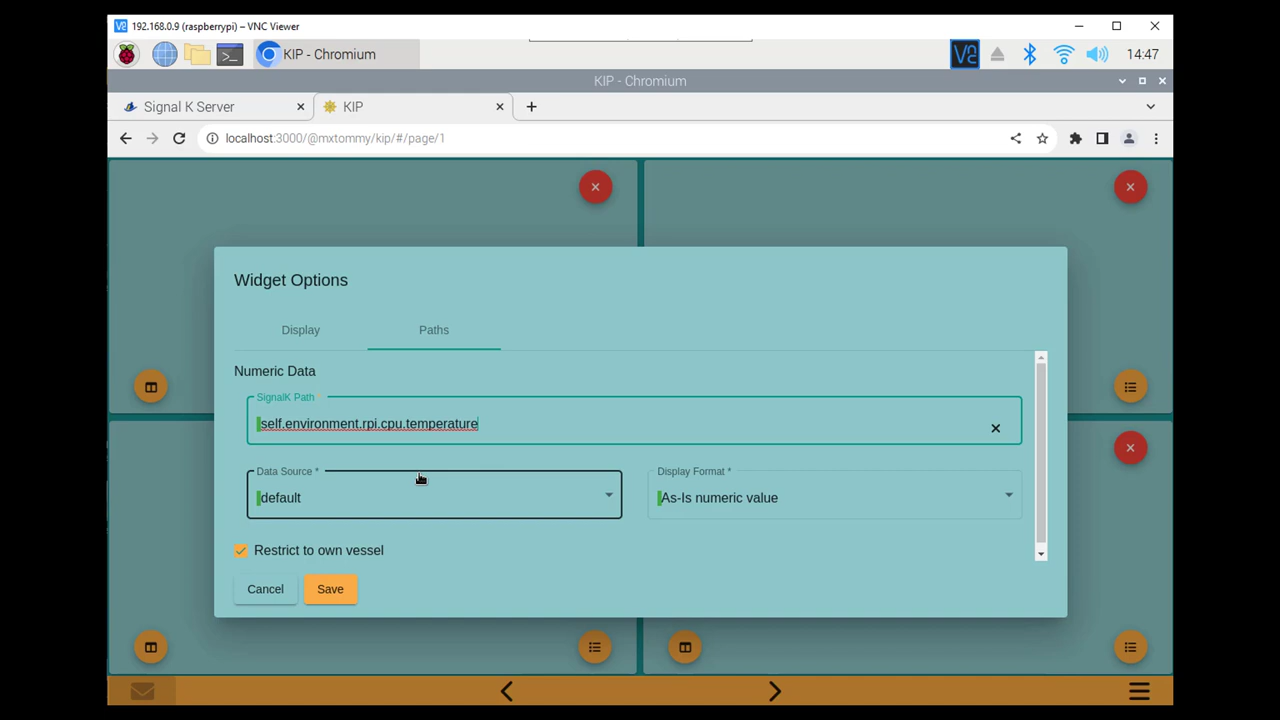 192.168.0.9 (raspberrypi) – VNC Viewer
KIP - Chromium
14:47
KIP - Chromium
Signal K Server
KIP
localhost:3000/@mxtommy/kip/#/page/1
Widget Options
Display
Paths
Numeric Data
SignalK Path
self.environment.rpi.cpu.temperature
Data Source *
default
Display Format *
As-Is numeric value
Restrict to own vessel
Cancel
Save